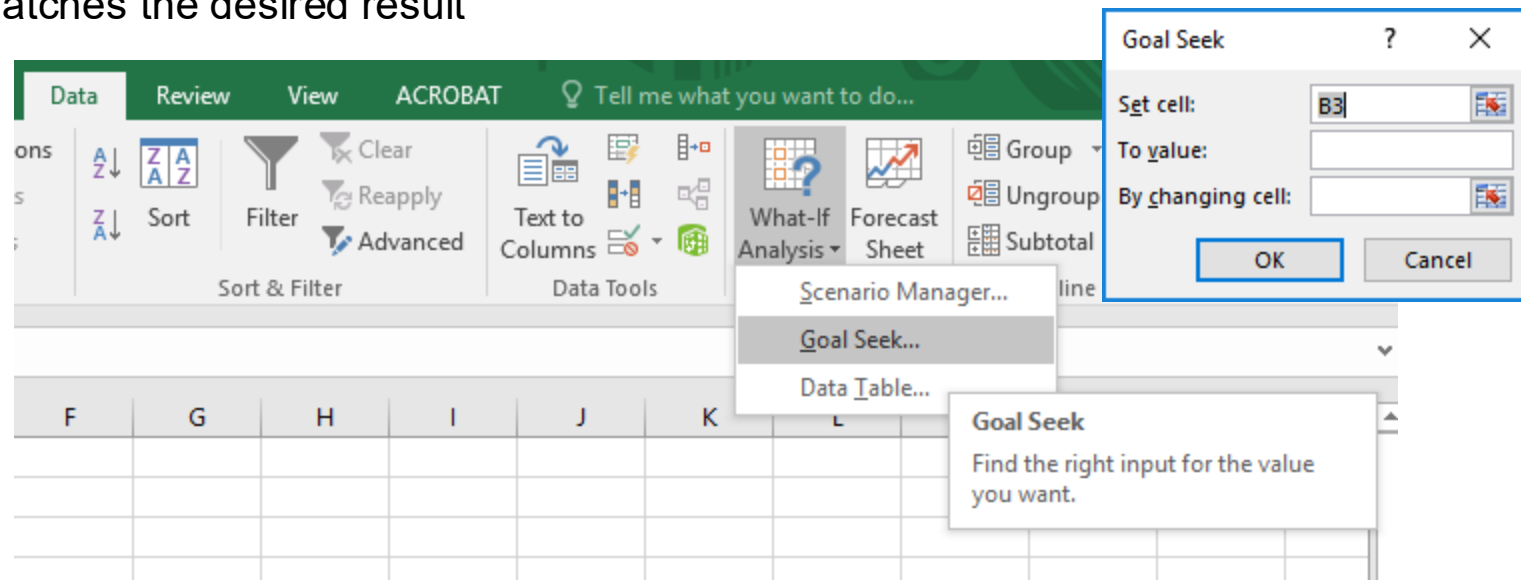 atches the desired result
Data Review View ACROBAT Tell me what you want to do...
ons
Clear
Reapply
Advanced
Sort
Filter
Sort & Filter
Text to
Columns
Data Tools
What-If
Analysis
Forecast
Sheet
Group
Ungroup
Subtotal
line
Scenario Manager...
Goal Seek...
Data Table...
Goal Seek
Find the right input for the value
you want.
F G H I J K L
Goal Seek ?
Set cell: B3
To value:
By changing cell:
OK Cancel